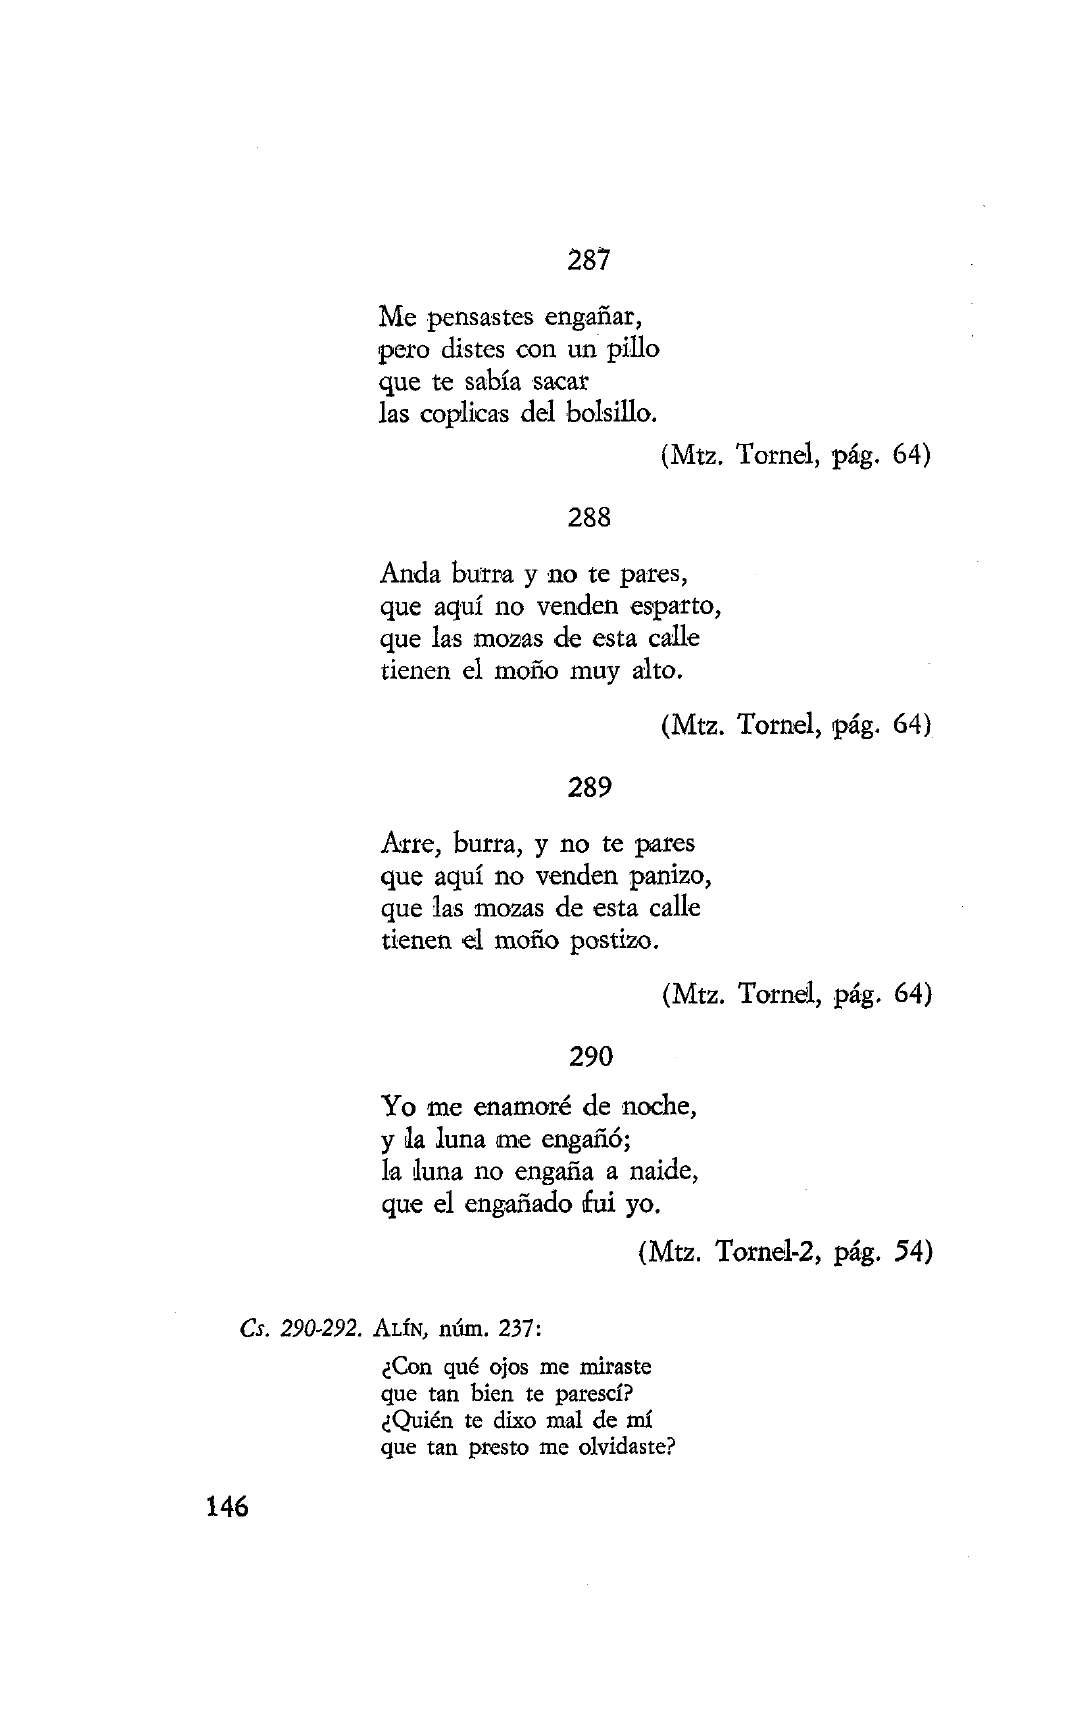 287
Me pensastes engañar,
pero distes con un pillo
que te sabía sacar
las coplicas del bolsillo.
(Mtz. Tornel, pág. 64)
288
Anda burra y no te pares,
que aquí no venden esparto,
que las mozas de esta calle
tienen el moño muy alto.
(Mtz. Tornel, pág. 64)
289
Arre, burra, y no te pares
que aquí no venden panizo,
que las mozas de esta calle
tienen el moño postizo.
(Mtz. Tornel, pág. 64)
290
Yo me enamoré de noche,
y la luna me engañó;
la luna no engaña a naide,
que el engañado fui yo.
(Mtz. Tornel-2, pág. 54)
Cs. 290-292. ALÍN, núm. 237:
¿Con qué ojos me miraste
que tan bien te parescí?
¿Quién te dixo mal de mí
que tan presto me olvidaste?
146